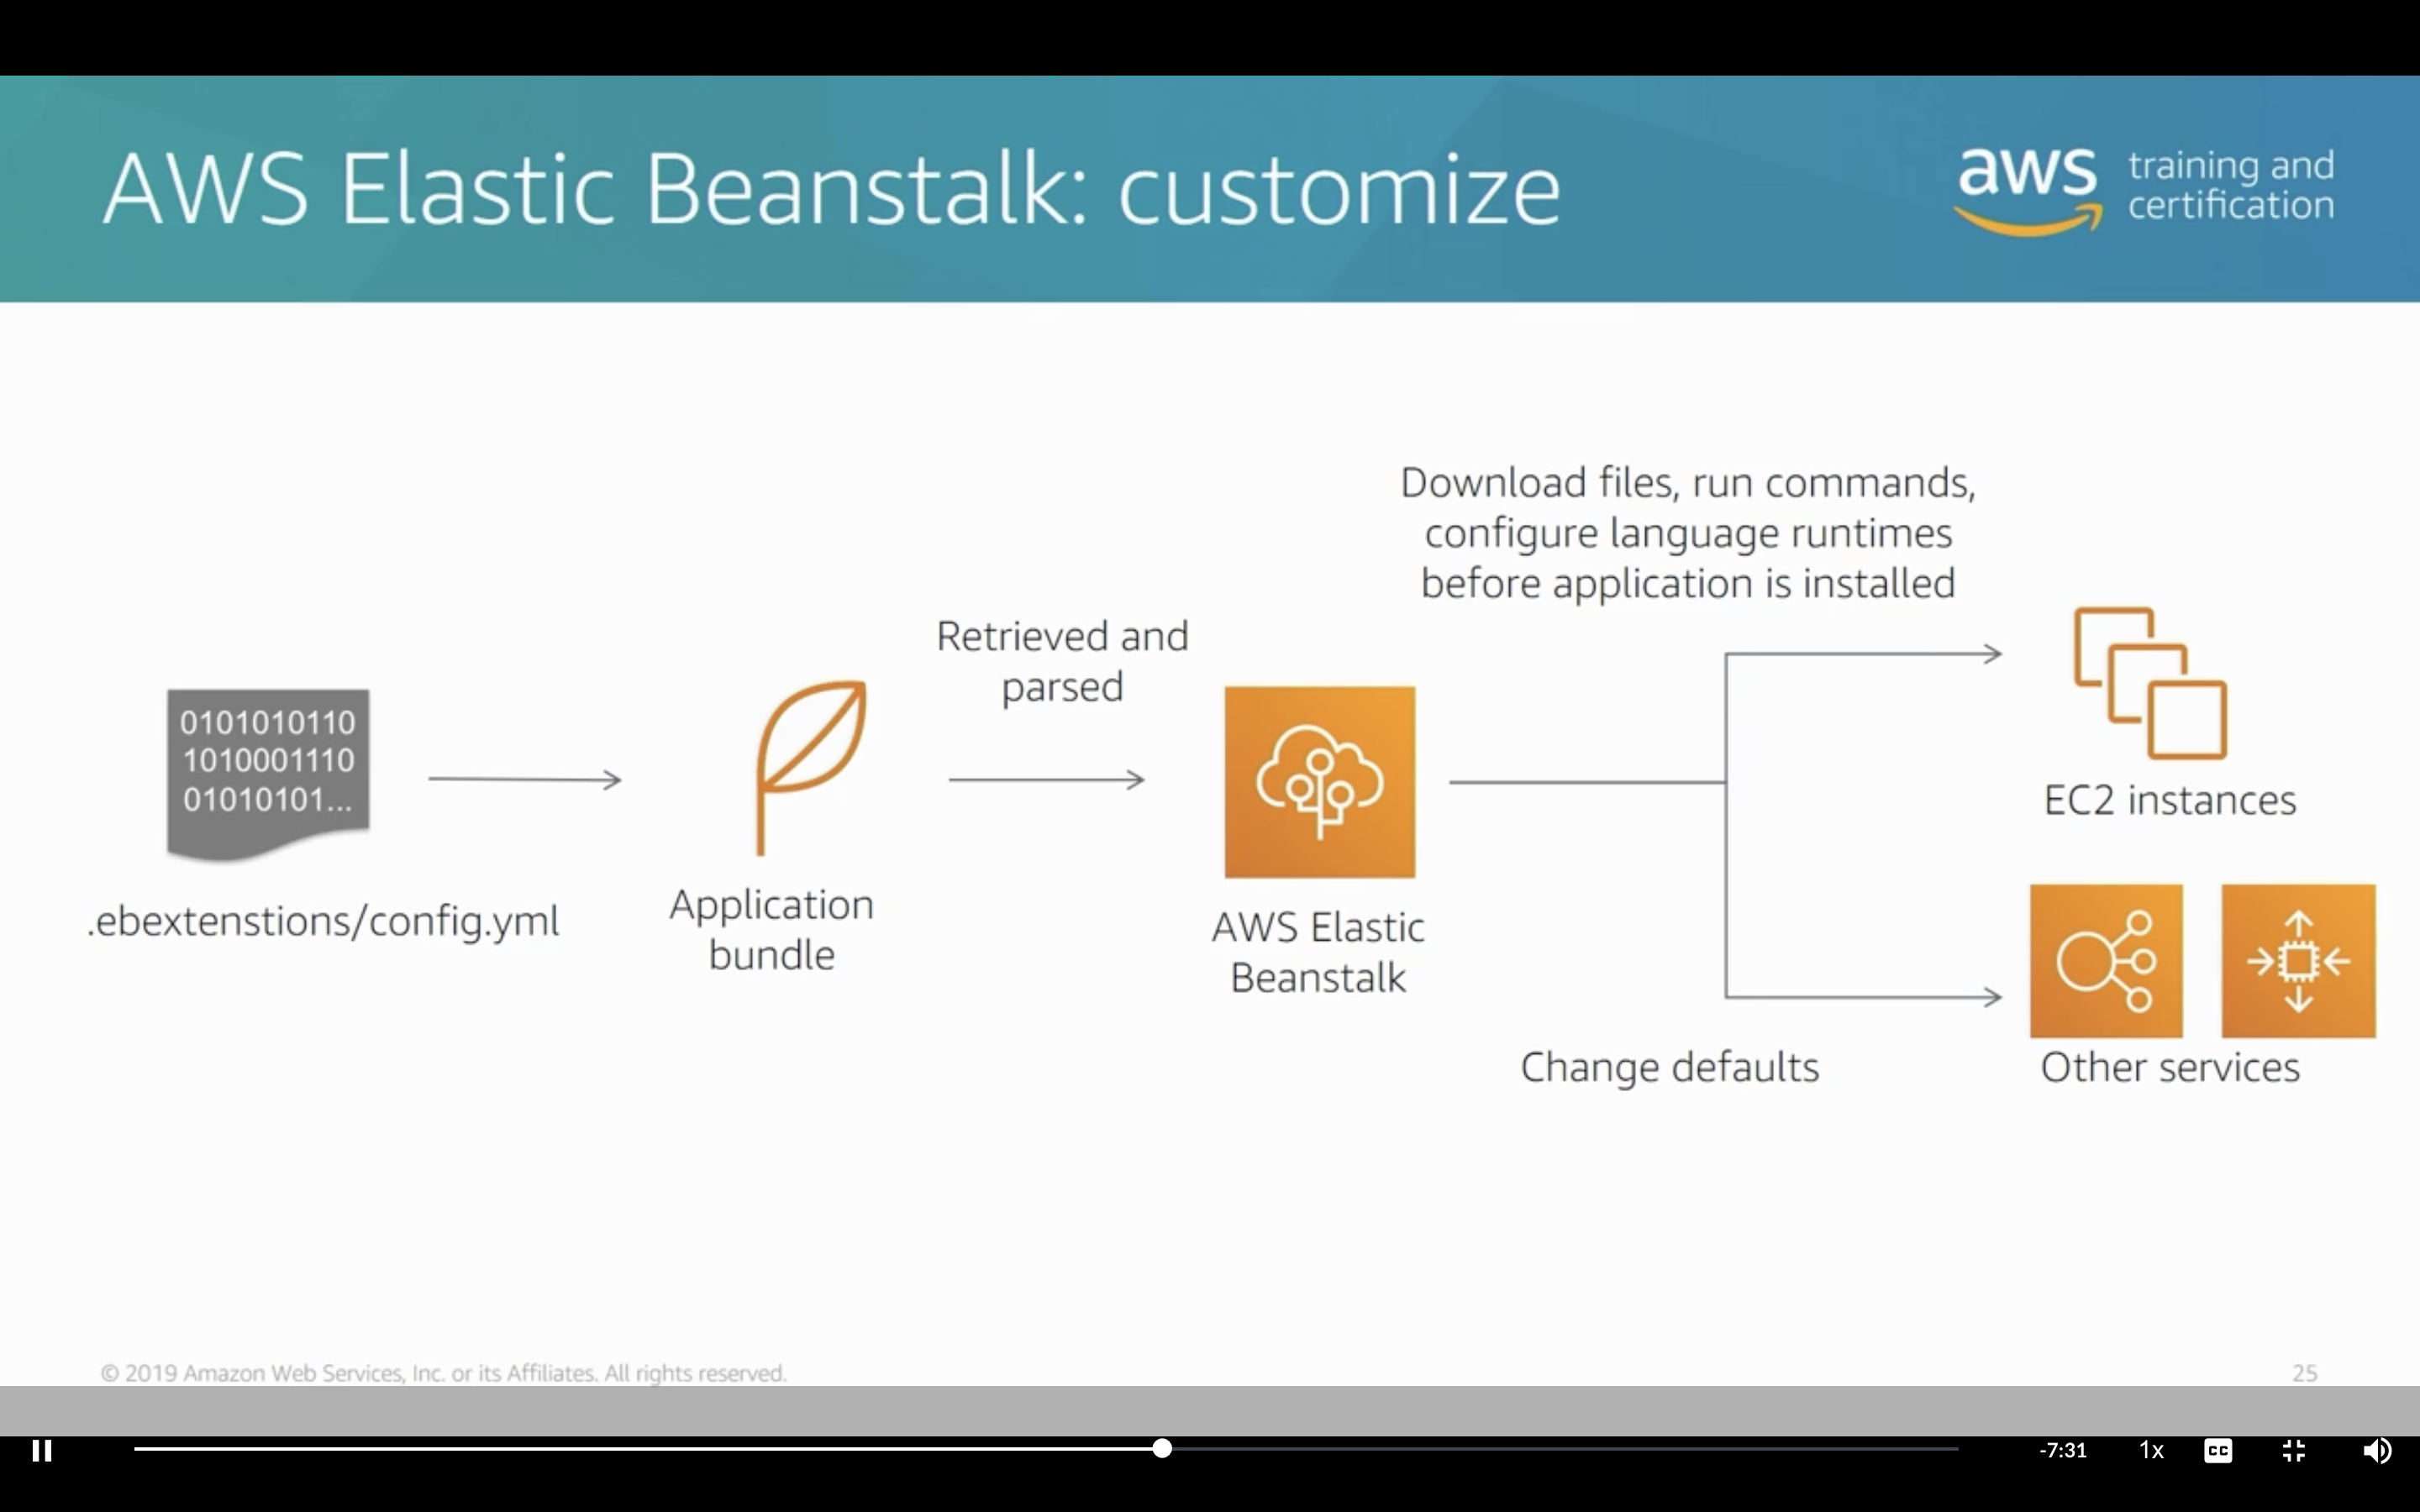 AWS Elastic Beanstalk: customize
aws training and
certification
Download files, run commands,
configure language runtimes
before application is installed
Retrieved and
parsed
0101010110
1010001110
01010101...
.ebextenstions/config.yml
Application
bundle
AWS Elastic
Beanstalk
EC2 instances
Change defaults
Other services
© 2019 Amazon Web Services, Inc. or its Affiliates. All rights reserved.
25
-7:31
1x
CC